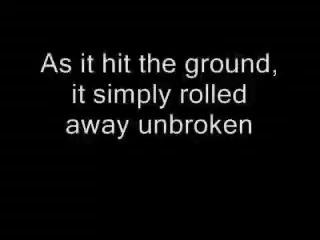 As it hit the ground,
it simply rolled
away unbroken